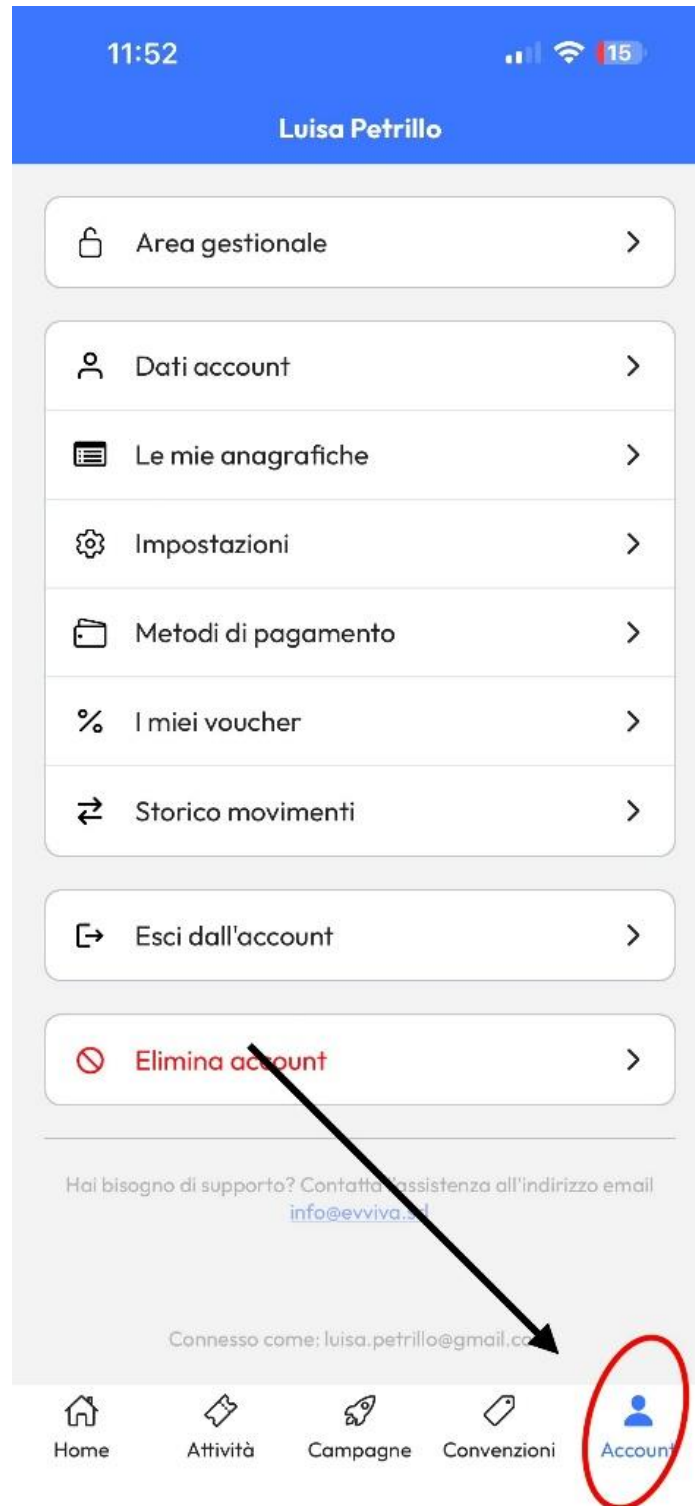 11:52
15
Luisa Petrillo
Area gestionale
Dati account
Le mie anagrafiche
Impostazioni
Metodi di pagamento
I miei voucher
Storico movimenti
Esci dall'account
Elimina account
Hai bisogno di supporto? Contatta l'assistenza all'indirizzo email
info@evviva.srl
Connesso come: luisa.petrillo@gmail.com
Home
Attività
Campagne
Convenzioni
Account